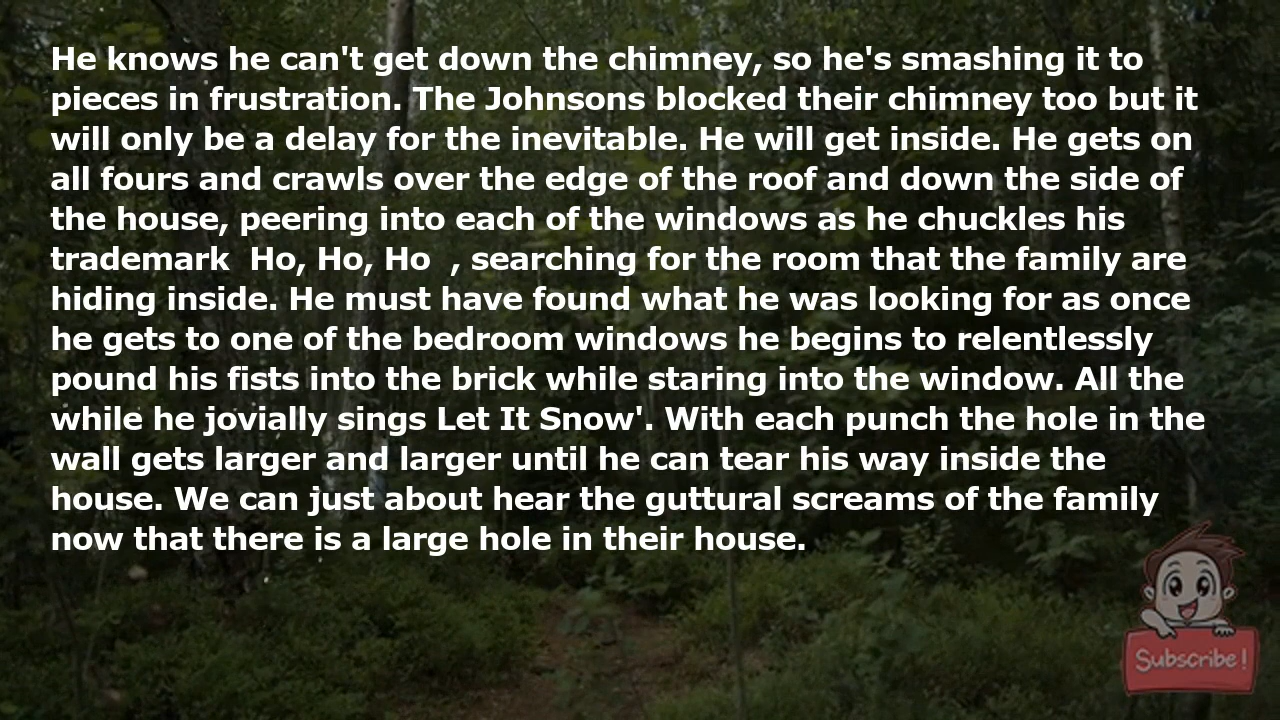 He knows he can't get down the chimney, so he's smashing it to
pieces in frustration. The Johnsons blocked their chimney too but it
will only be a delay for the inevitable. He will get inside. He gets on
all fours and crawls over the edge of the roof and down the side of
the house, peering into each of the windows as he chuckles his
trademark  Ho, Ho, Ho  , searching for the room that the family are
hiding inside. He must have found what he was looking for as once
he gets to one of the bedroom windows he begins to relentlessly
pound his fists into the brick while staring into the window. All the
while he jovially sings Let It Snow'. With each punch the hole in the
wall gets larger and larger until he can tear his way inside the
house. We can just about hear the guttural screams of the family
now that there is a large hole in their house.
Subscribe!